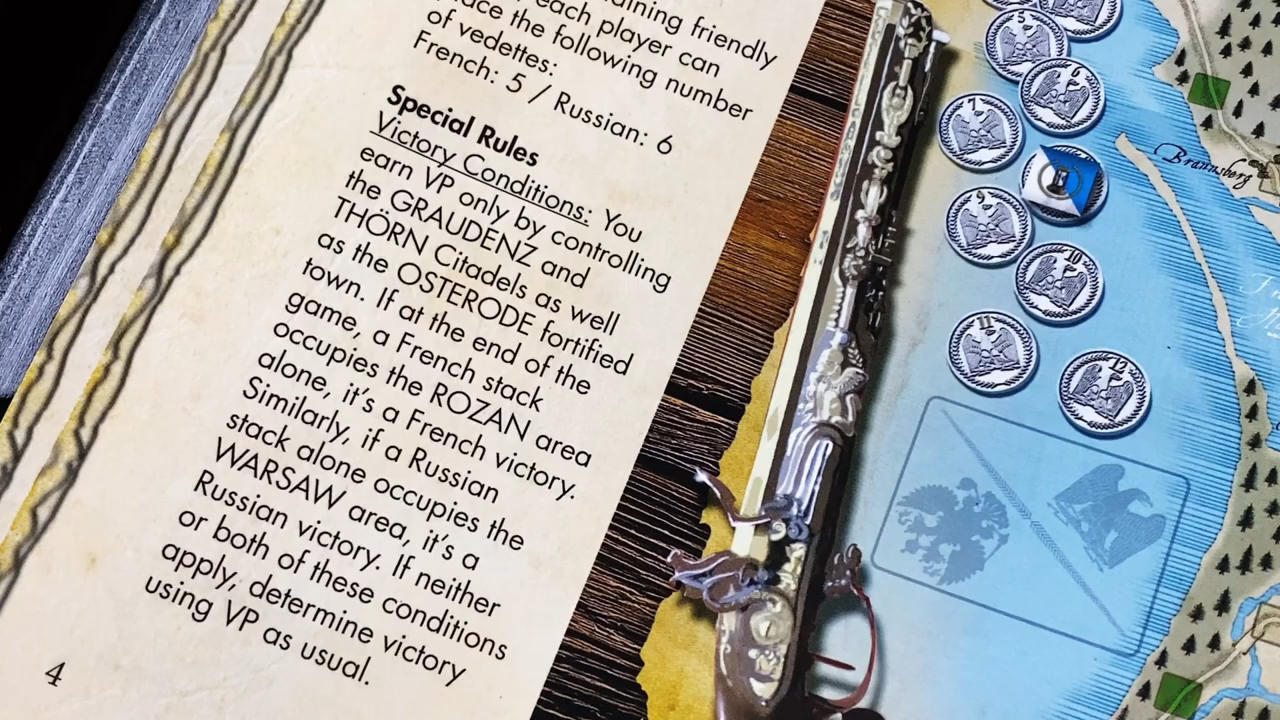 aining friendly
each player can
place the following number
of vedettes:
French: 5 / Russian: 6
Special Rules
Victory Conditions: You
earn VP only by controlling
the GRAUDENZ and
THÖRN Citadels as well
as the OSTERODE fortified
town. If at the end of the
game, a French stack
occupies the ROZAN area
alone, it's a French victory.
Similarly, if a Russian
stack alone occupies the
WARSAW area, it's a
Russian victory. If neither
or both of these conditions
apply, determine victory
using VP as usual.
4
5
6
7
9
10
11
12
Braunsberg